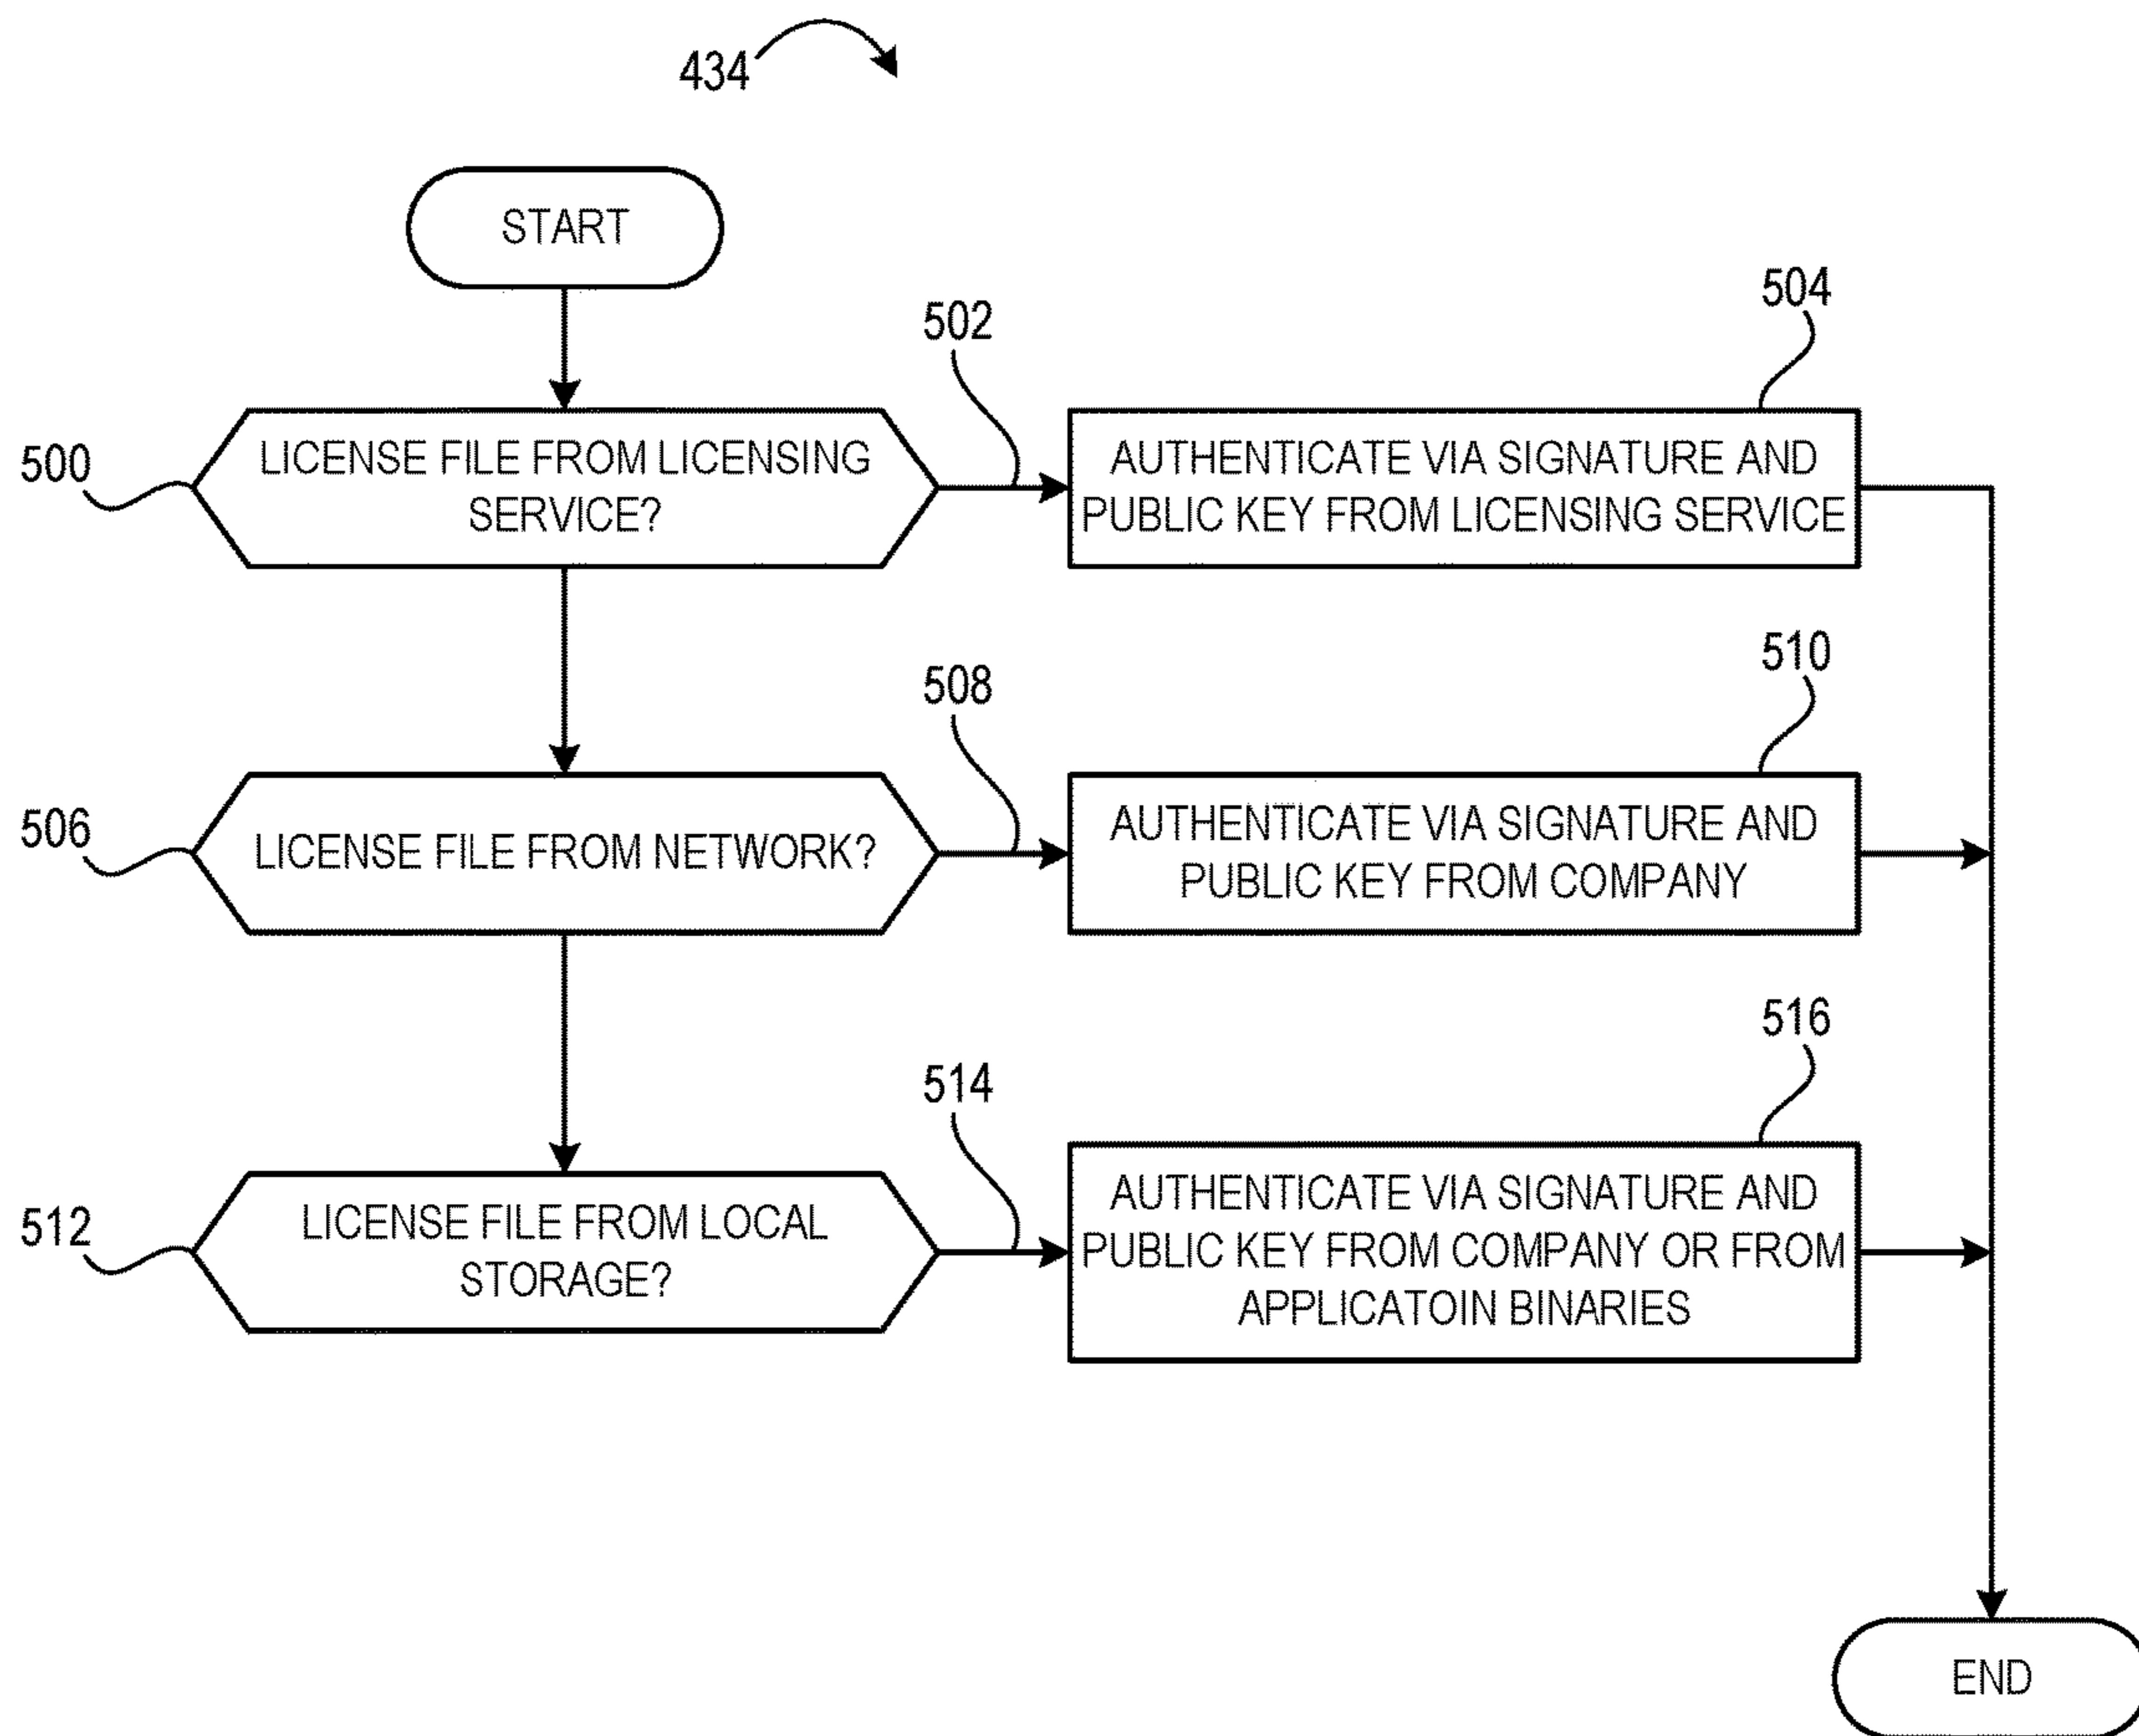 434
START
502
504
500
LICENSE FILE FROM LICENSING
SERVICE?
AUTHENTICATE VIA SIGNATURE AND
PUBLIC KEY FROM LICENSING SERVICE
508
510
506
LICENSE FILE FROM NETWORK?
AUTHENTICATE VIA SIGNATURE AND
PUBLIC KEY FROM COMPANY
514
516
512
LICENSE FILE FROM LOCAL
STORAGE?
AUTHENTICATE VIA SIGNATURE AND
PUBLIC KEY FROM COMPANY OR FROM
APPLICATOIN BINARIES
END